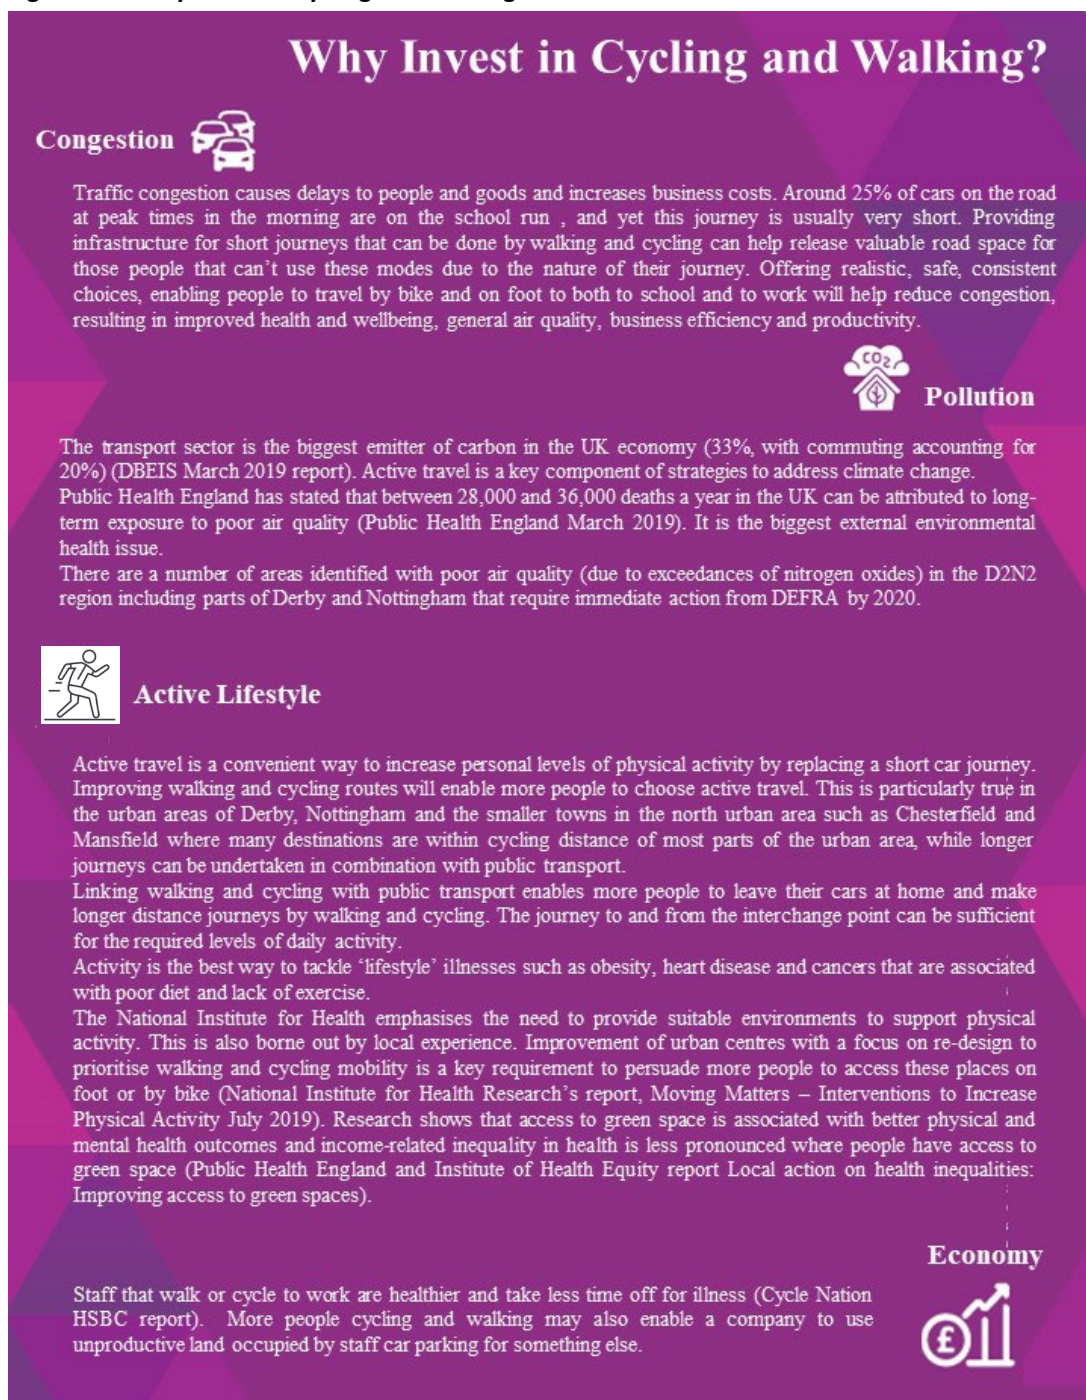 Why Invest in Cycling and Walking?
Congestion
Traffic congestion causes delays to people and goods and increases business costs. Around 25% of cars on the road
at peak times in the morning are on the school run , and yet this journey is usually very short. Providing
infrastructure for short journeys that can be done by walking and cycling can help release valuable road space for
those people that can't use these modes due to the nature of their journey. Offering realistic, safe, consistent
choices, enabling people to travel by bike and on foot to both to school and to work will help reduce congestion,
resulting in improved health and wellbeing, general air quality, business efficiency and productivity.
CO2
Pollution
The transport sector is the biggest emitter of carbon in the UK economy (33%, with commuting accounting for
20%) (DBEIS March 2019 report). Active travel is a key component of strategies to address climate change.
Public Health England has stated that between 28,000 and 36,000 deaths a year in the UK can be attributed to long-
term exposure to poor air quality (Public Health England March 2019). It is the biggest external environmental
health issue.
There are a number of areas identified with poor air quality (due to exceedances of nitrogen oxides) in the D2N2
region including parts of Derby and Nottingham that require immediate action from DEFRA by 2020.
Active Lifestyle
Active travel is a convenient way to increase personal levels of physical activity by replacing a short car journey.
Improving walking and cycling routes will enable more people to choose active travel. This is particularly true in
the urban areas of Derby, Nottingham and the smaller towns in the north urban area such as Chesterfield and
Mansfield where many destinations are within cycling distance of most parts of the urban area, while longer
journeys can be undertaken in combination with public transport.
Linking walking and cycling with public transport enables more people to leave their cars at home and make
longer distance journeys by walking and cycling. The journey to and from the interchange point can be sufficient
for the required levels of daily activity.
Activity is the best way to tackle 'lifestyle' illnesses such as obesity, heart disease and cancers that are associated
with poor diet and lack of exercise.
The National Institute for Health emphasises the need to provide suitable environments to support physical
activity. This is also borne out by local experience. Improvement of urban centres with a focus on re-design to
prioritise walking and cycling mobility is a key requirement to persuade more people to access these places on
foot or by bike (National Institute for Health Research's report, Moving Matters – Interventions to Increase
Physical Activity July 2019). Research shows that access to green space is associated with better physical and
mental health outcomes and income-related inequality in health is less pronounced where people have access to
green space (Public Health England and Institute of Health Equity report Local action on health inequalities:
Improving access to green spaces).
Economy
Staff that walk or cycle to work are healthier and take less time off for illness (Cycle Nation
HSBC report). More people cycling and walking may also enable a company to use
unproductive land occupied by staff car parking for something else.
£